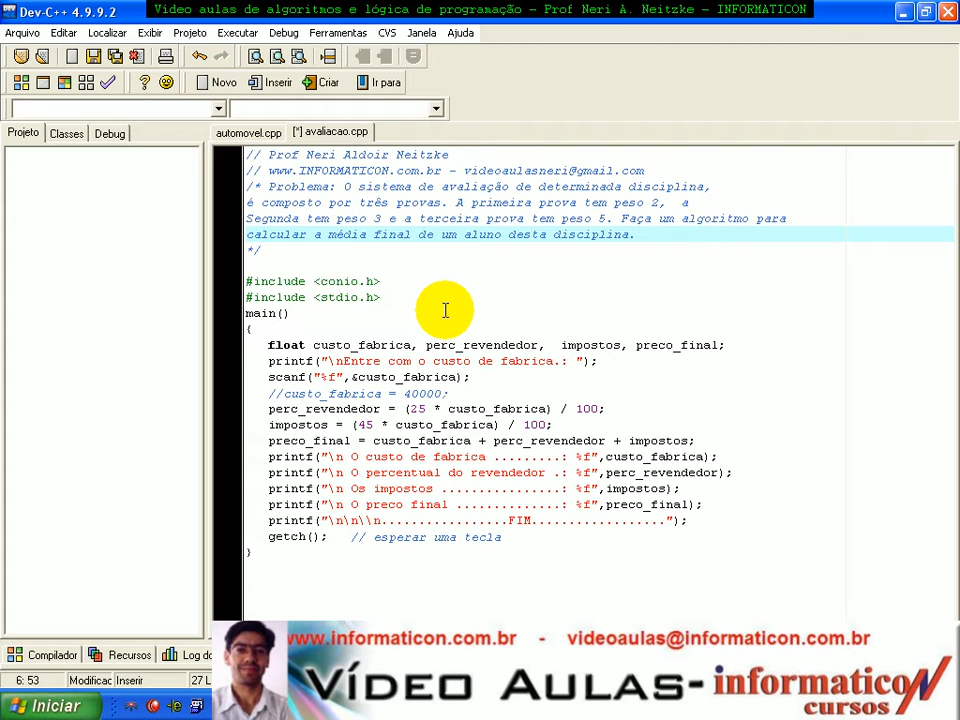 Dev-C++ 4.9.9.2
Vídeo aulas de algoritmos e lógica de programação – Prof Neri A. Neitzke – INFORMATICON
Arquivo Editar Localizar Exibir Projeto Executar Debug Ferramentas CVS Janela Ajuda
Novo Inserir Criar Ir para
Projeto Classes Debug
automovel.cpp [*] avaliacao.cpp
// Prof Neri Aldoir Neitzke
// www.INFORMATICON.com.br - videoaulasneri@gmail.com
/* Problema: O sistema de avaliação de determinada disciplina,
é composto por três provas. A primeira prova tem peso 2,  a
Segunda tem peso 3 e a terceira prova tem peso 5. Faça um algoritmo para
calcular a média final de um aluno desta disciplina.
*/
#include <conio.h>
#include <stdio.h>
main()
{
float custo_fabrica, perc_revendedor,  impostos, preco_final;
printf("\nEntre com o custo de fabrica.: ");
scanf("%f",&custo_fabrica);
//custo_fabrica = 40000;
perc_revendedor = (25 * custo_fabrica) / 100;
impostos = (45 * custo_fabrica) / 100;
preco_final = custo_fabrica + perc_revendedor + impostos;
printf("\n O custo de fabrica .........: %f",custo_fabrica);
printf("\n O percentual do revendedor .: %f",perc_revendedor);
printf("\n Os impostos ................: %f",impostos);
printf("\n O preco final ..............: %f",preco_final);
printf("\n\n\\n.................FIM..................");
getch();   // esperar uma tecla
}
Compilador Recursos Log do
www.informaticon.com.br - videoaulas@informaticon.com.br
6: 53 Modificac Inserir 27 L
Vídeo Aulas- informaticon
cursos
Iniciar